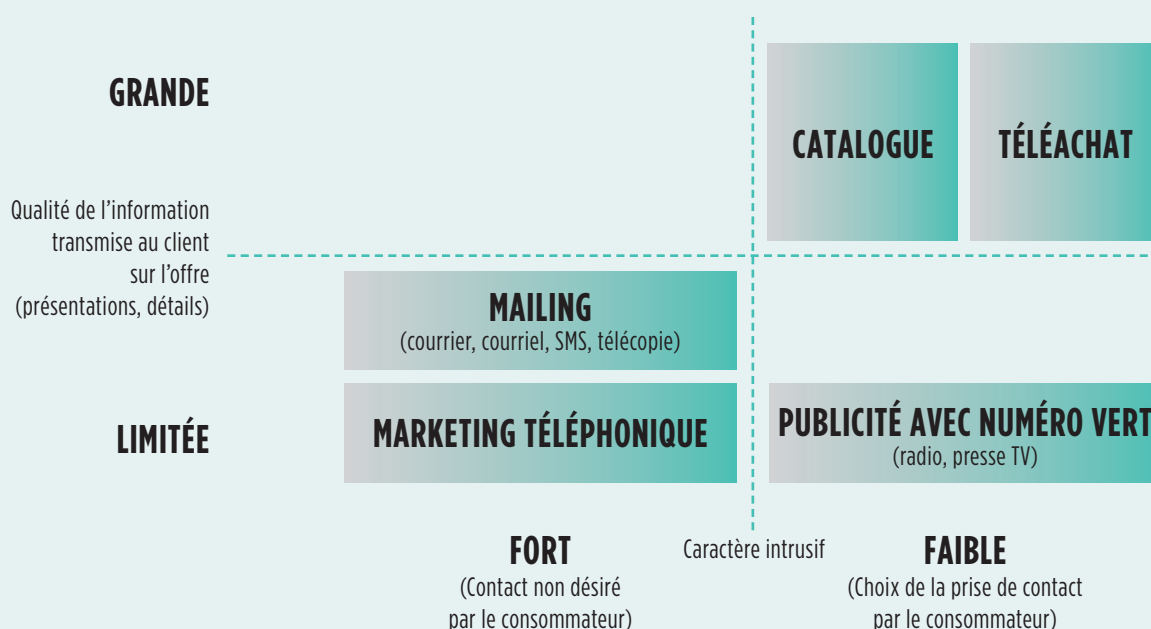 GRANDE
Qualité de l'information
transmise au client
sur l'offre
(présentations, détails)
LIMITÉE
CATALOGUE
TÉLÉACHAT
MAILING
(courrier, courriel, SMS, télécopie)
MARKETING TÉLÉPHONIQUE
PUBLICITÉ AVEC NUMÉRO VERT
(radio, presse TV)
FORT
(Contact non désiré
par le consommateur)
Caractère intrusif
FAIBLE
(Choix de la prise de contact
par le consommateur)